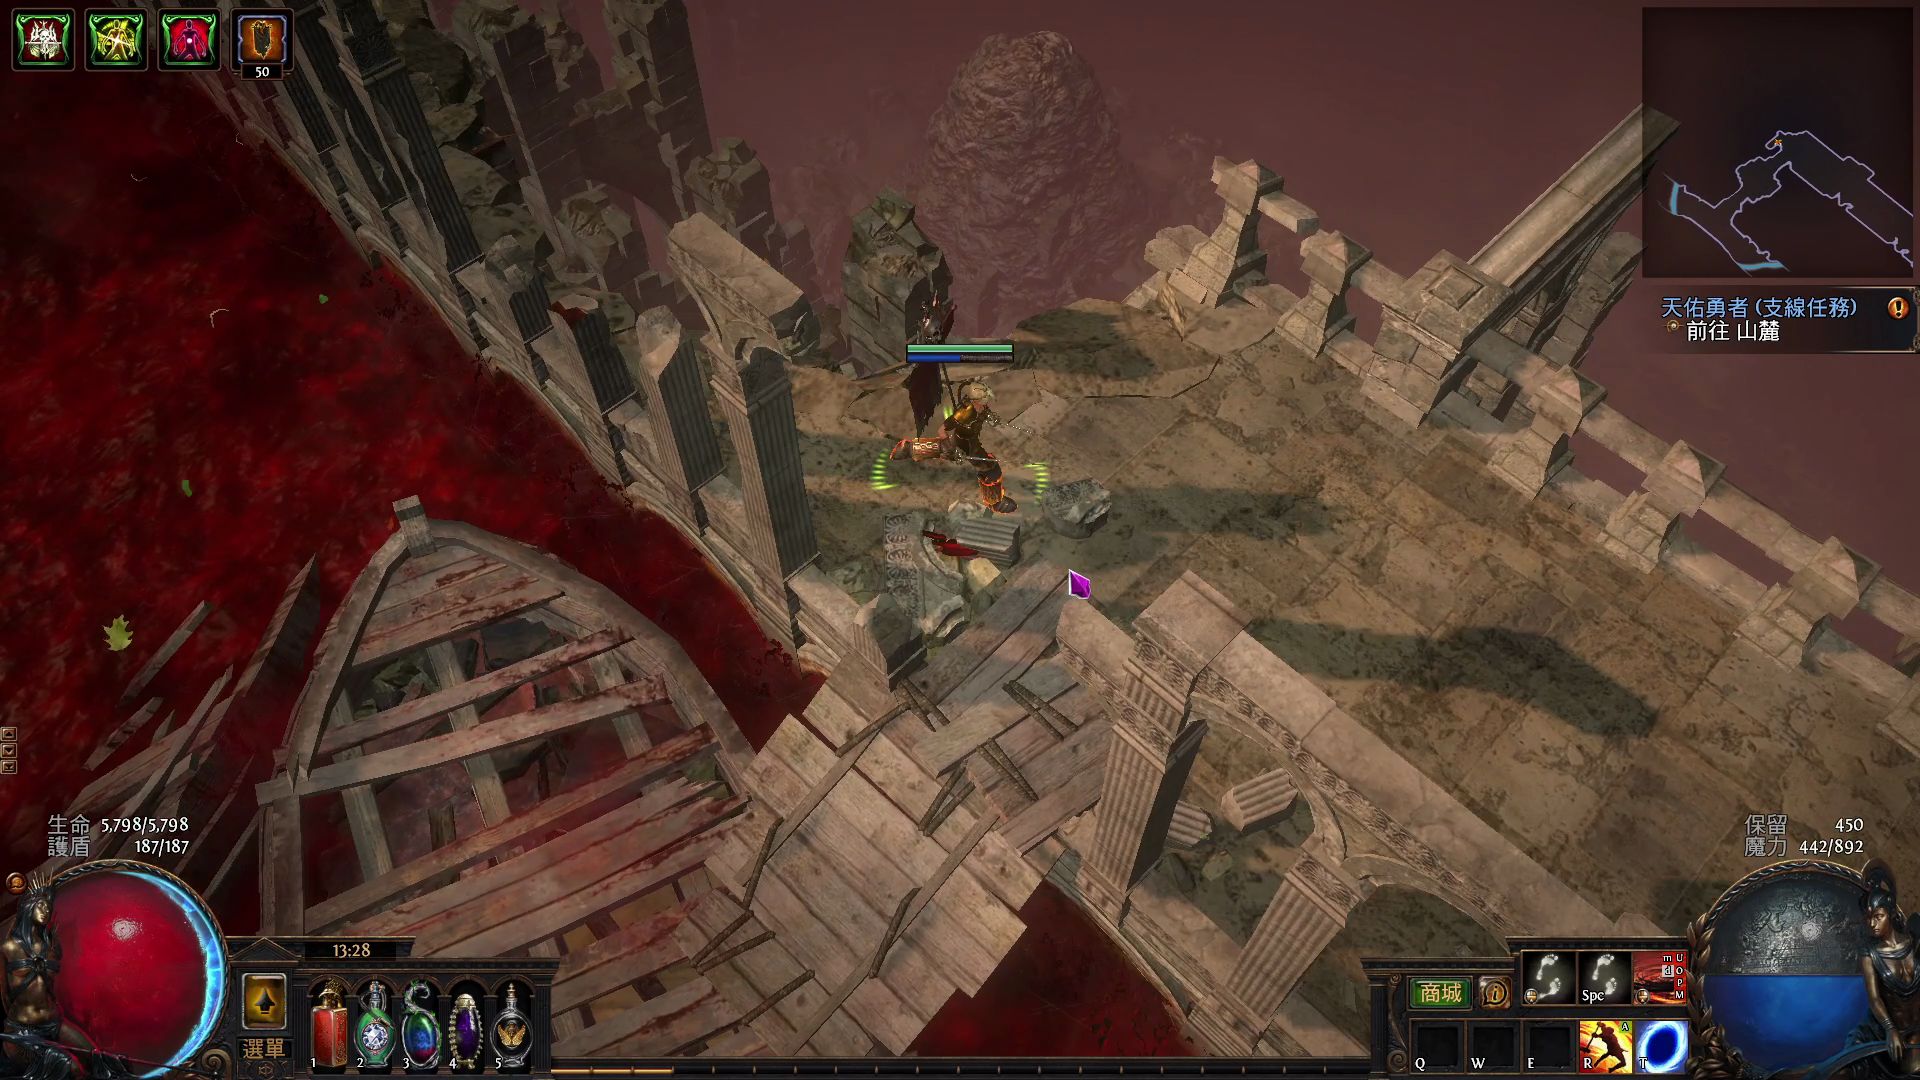 50
天佑勇者 (支線任務)
前往 山麓
生命 5,798/5,798
護盾 187/187
保留 450
魔力 442/892
13:28
選單
1 2 3 4 5
商城
Spc
m U
d O
P
M
Q W E R A T